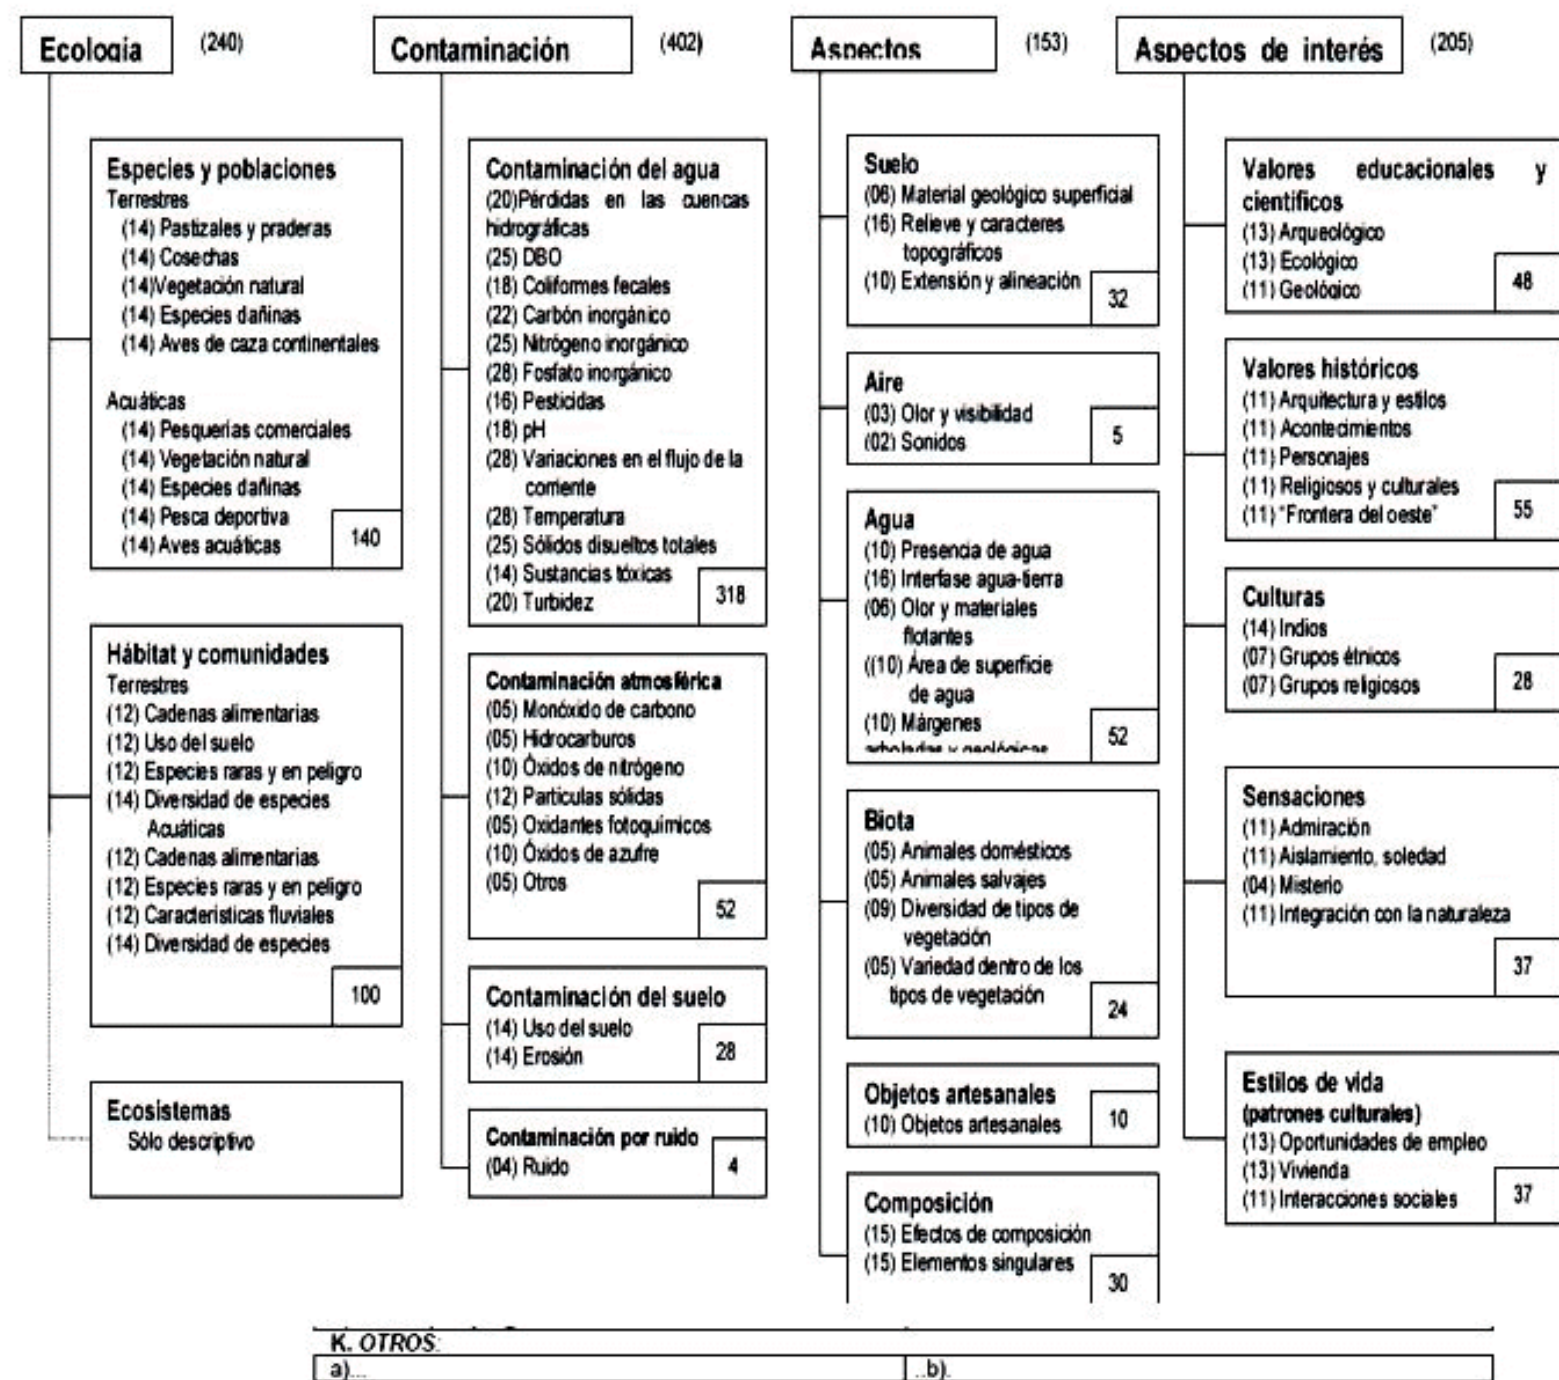 Ecología (240)
Especies y poblaciones
Terrestres
(14) Pastizales y praderas
(14) Cosechas
(14)Vegetación natural
(14) Especies dañinas
(14) Aves de caza continentales
Acuáticas
(14) Pesquerías comerciales
(14) Vegetación natural
(14) Especies dañinas
(14) Pesca deportiva
(14) Aves acuáticas
140
Hábitat y comunidades
Terrestres
(12) Cadenas alimentarias
(12) Uso del suelo
(12) Especies raras y en peligro
(14) Diversidad de especies
Acuáticas
(12) Cadenas alimentarias
(12) Especies raras y en peligro
(12) Características fluviales
(14) Diversidad de especies
100
Ecosistemas
Sólo descriptivo
Contaminación (402)
Contaminación del agua
(20)Pérdidas en las cuencas
hidrográficas
(25) DBO
(18) Coliformes fecales
(22) Carbón inorgánico
(25) Nitrógeno inorgánico
(28) Fosfato inorgánico
(16) Pesticidas
(18) pH
(28) Variaciones en el flujo de la
corriente
(28) Temperatura
(25) Sólidos disueltos totales
(14) Sustancias tóxicas
(20) Turbidez
318
Contaminación atmosférica
(05) Monóxido de carbono
(05) Hidrocarburos
(10) Óxidos de nitrógeno
(12) Partículas sólidas
(05) Oxidantes fotoquímicos
(10) Óxidos de azufre
(05) Otros
52
Contaminación del suelo
(14) Uso del suelo
(14) Erosión
28
Contaminación por ruido
(04) Ruido
4
Aspectos (153)
Suelo
(06) Material geológico superficial
(16) Relieve y caracteres
topográficos
(10) Extensión y alineación
32
Aire
(03) Olor y visibilidad
(02) Sonidos
5
Agua
(10) Presencia de agua
(16) Interfase agua-tierra
(06) Olor y materiales
flotantes
((10) Área de superficie
de agua
(10) Márgenes
arboladas y geológicas
52
Biota
(05) Animales domésticos
(05) Animales salvajes
(09) Diversidad de tipos de
vegetación
(05) Variedad dentro de los
tipos de vegetación
24
Objetos artesanales
(10) Objetos artesanales
10
Composición
(15) Efectos de composición
(15) Elementos singulares
30
Aspectos de interés (205)
Valores educacionales y
científicos
(13) Arqueológico
(13) Ecológico
(11) Geológico
48
Valores históricos
(11) Arquitectura y estilos
(11) Acontecimientos
(11) Personajes
(11) Religiosos y culturales
(11) "Frontera del oeste"
55
Culturas
(14) Indios
(07) Grupos étnicos
(07) Grupos religiosos
28
Sensaciones
(11) Admiración
(11) Aislamiento, soledad
(04) Misterio
(11) Integración con la naturaleza
37
Estilos de vida
(patrones culturales)
(13) Oportunidades de empleo
(13) Vivienda
(11) Interacciones sociales
37
K. OTROS:
a)... ..b).